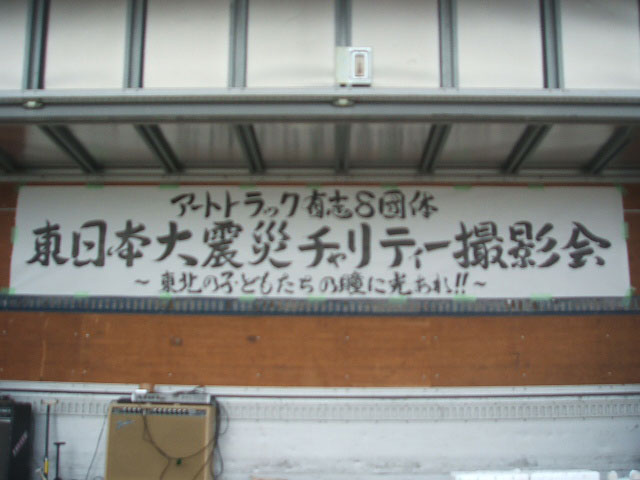 アートトラック有志8団体
東日本大震災チャリティー撮影会
～東北の子どもたちの瞳に光あれ!!～